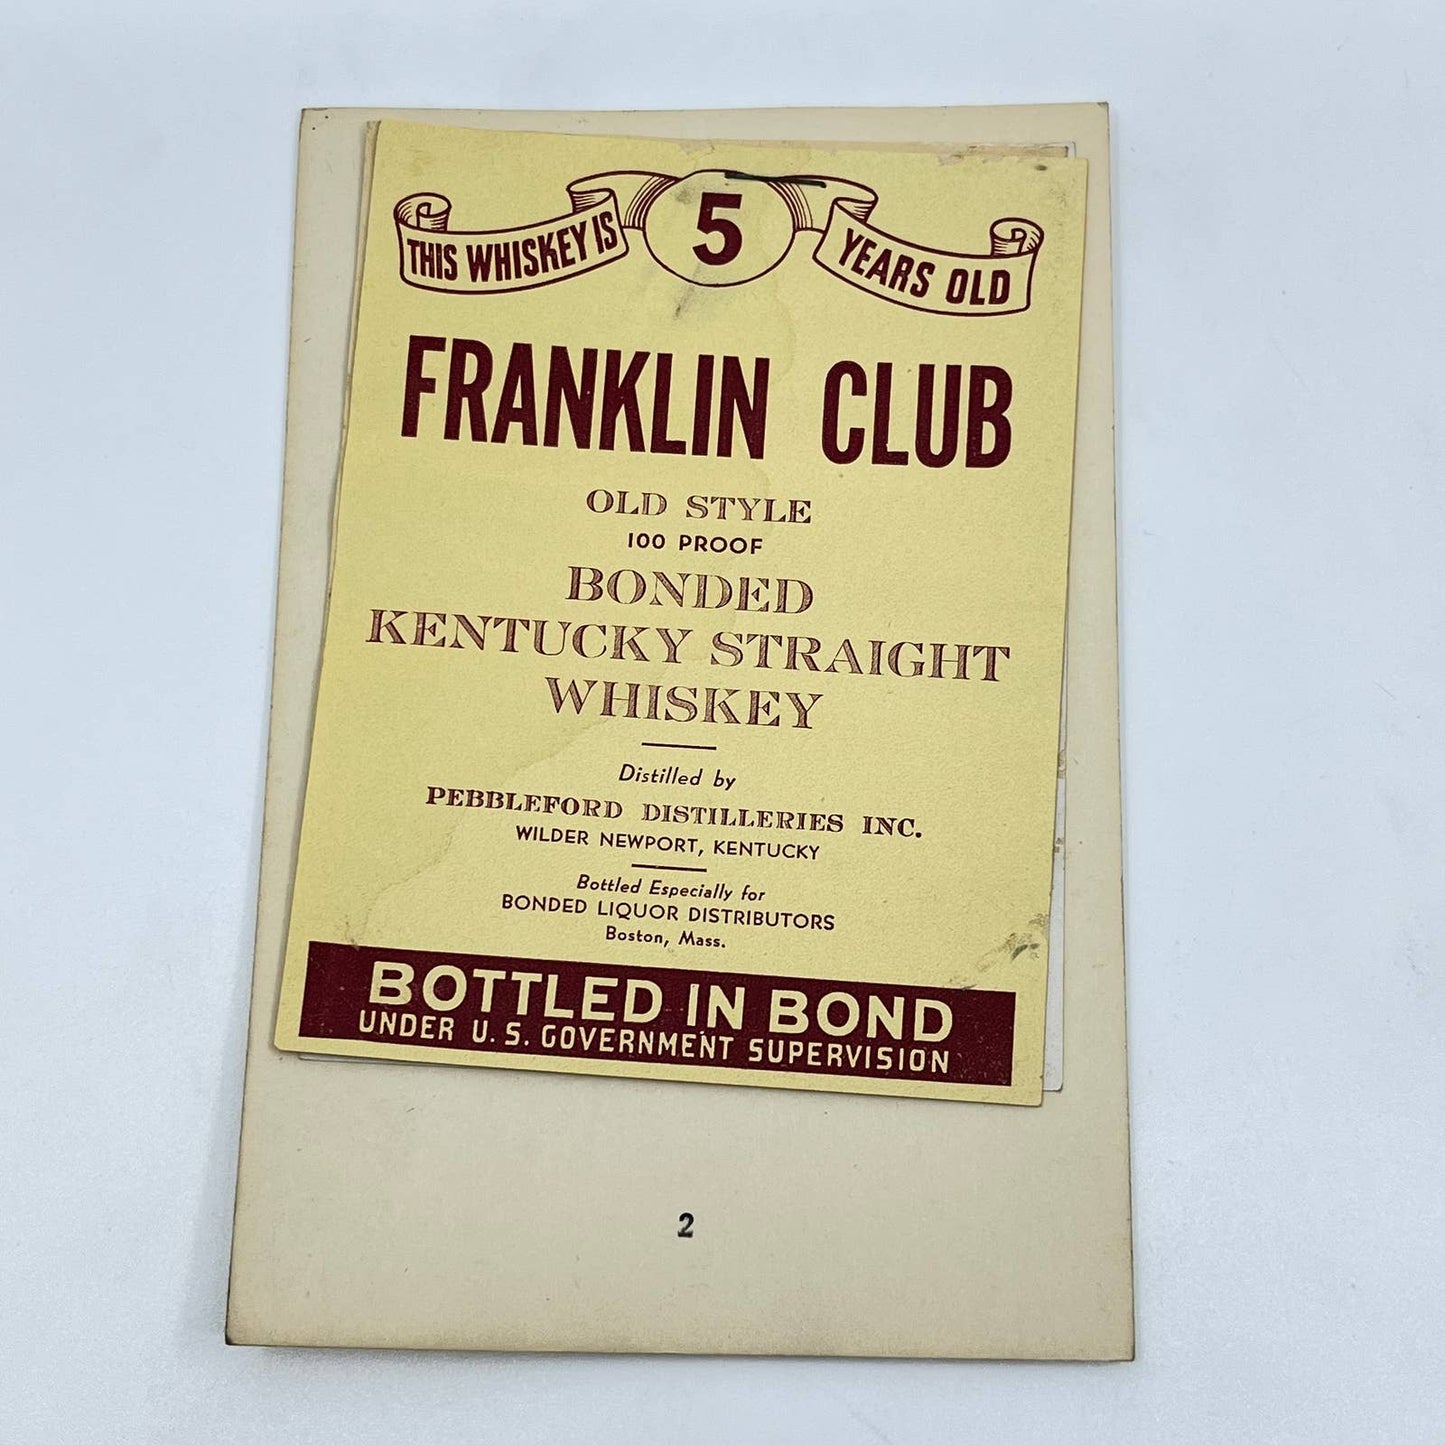 THIS WHISKEY IS 5 YEARS OLD
FRANKLIN CLUB
OLD STYLE
100 PROOF
BONDED
KENTUCKY STRAIGHT
WHISKEY
Distilled by
PEBBLEFORD DISTILLERIES INC.
WILDER NEWPORT, KENTUCKY
Bottled Especially for
BONDED LIQUOR DISTRIBUTORS
Boston, Mass.
BOTTLED IN BOND
UNDER U. S. GOVERNMENT SUPERVISION
2